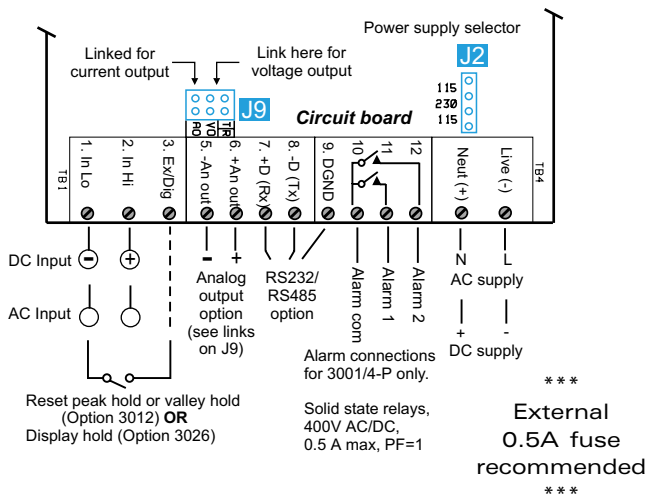 Power supply selector
Linked for
current output
Link here for
voltage output
J2
J9
115
230
115
Circuit board
AO
VO
T/R
TB1
1. In Lo
2. In Hi
3. Ex/Dig
5. -An out
6. +An out
7. +D (Rx)
8. -D (Tx)
9. DGND
10
11
12
Neut (+)
Live (-)
TB4
DC Input
-
+
AC Input
-
+
Analog
output
option
(see links
on J9)
RS232/
RS485
option
Alarm com
Alarm 1
Alarm 2
N
L
AC supply
+
-
DC supply
Reset peak hold or valley hold
(Option 3012) OR
Display hold (Option 3026)
Alarm connections
for 3001/4-P only.
Solid state relays,
400V AC/DC,
0.5 A max, PF=1
***
External
0.5A fuse
recommended
***